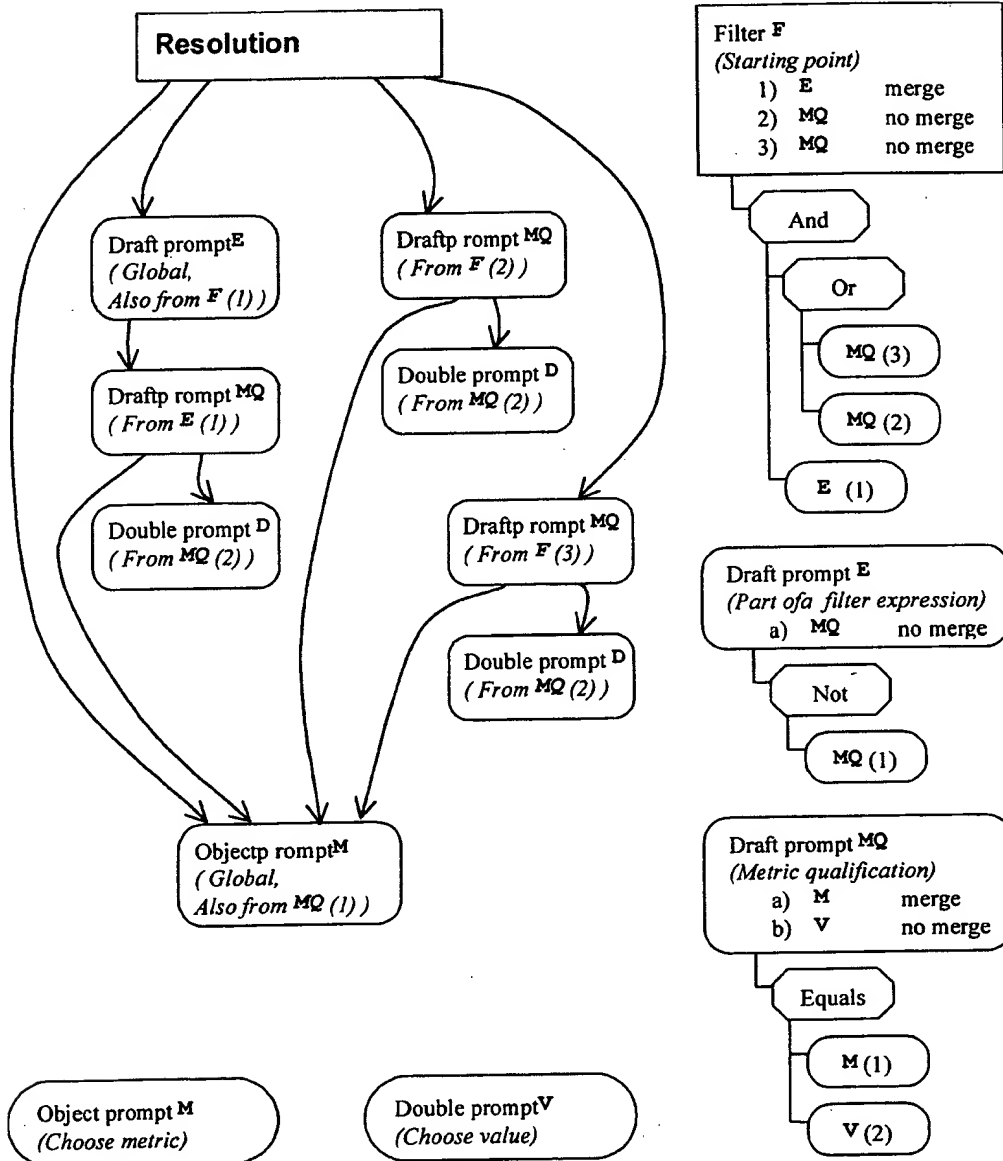 Resolution
Draft prompt E
( Global,
Also from F (1) )
Draftp rompt MQ
( From E (1) )
Double prompt D
( From MQ (2) )
Draftp rompt MQ
( From F (2) )
Double prompt D
( From MQ (2) )
Draftp rompt MQ
( From F (3) )
Double prompt D
( From MQ (2) )
Objectp rompt M
( Global,
Also from MQ (1) )
Object prompt M
(Choose metric)
Double prompt V
(Choose value)
Filter F
(Starting point)
1) E merge
2) MQ no merge
3) MQ no merge
And
Or
MQ (3)
MQ (2)
E (1)
Draft prompt E
(Part ofa filter expression)
a) MQ no merge
Not
MQ (1)
Draft prompt MQ
(Metric qualification)
a) M merge
b) V no merge
Equals
M (1)
V (2)